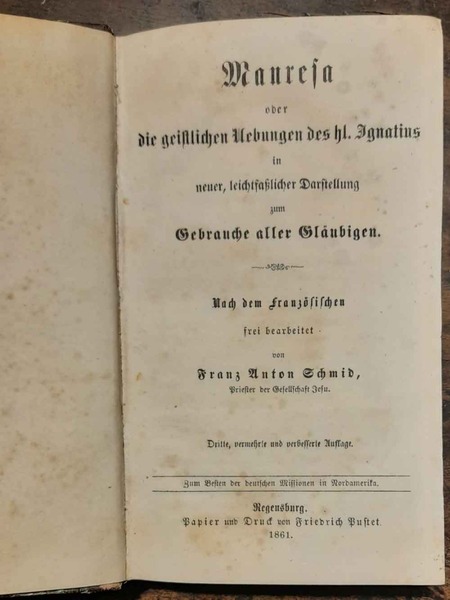 Manresa
oder
die geistlichen Uebungen des hl. Ignatius
in
neuer, leichtfaßlicher Darstellung
zum
Gebrauche aller Gläubigen.
Nach dem Französischen
frei bearbeitet
von
Franz Anton Schmid,
Priester der Gesellschaft Jesu.
Dritte, vermehrte und verbesserte Auflage.
Zum Besten der deutschen Missionen in Nordamerika.
Regensburg.
Papier und Druck von Friedrich Pustet
1861.